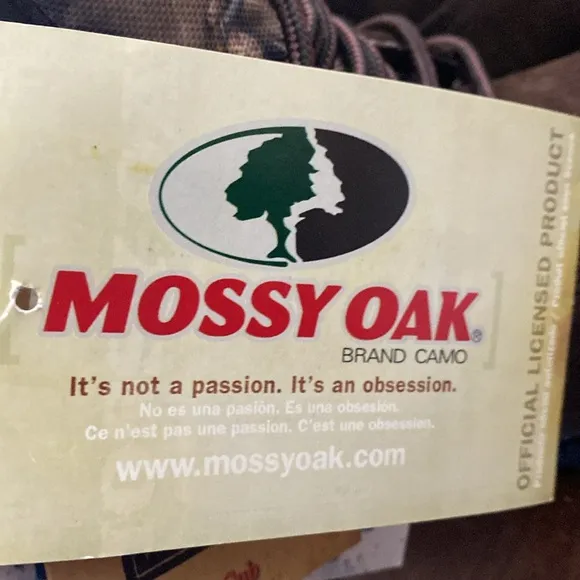 MOSSY OAK®
BRAND CAMO
It's not a passion. It's an obsession.
No es una pasión. Es una obsesión.
Ce n'est pas une passion. C'est une obsession.
www.mossyoak.com
OFFICIAL LICENSED PRODUCT